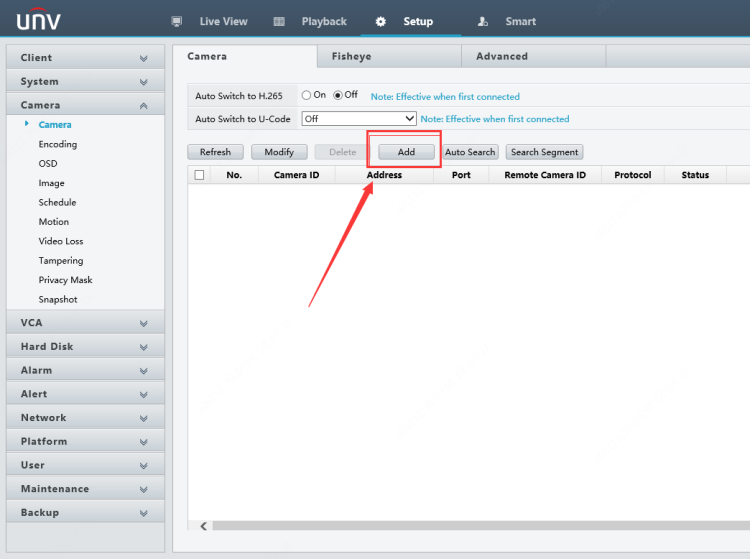 unv
Live View Playback Setup Smart
Client
System
Camera
Camera
Encoding
OSD
Image
Schedule
Motion
Video Loss
Tampering
Privacy Mask
Snapshot
VCA
Hard Disk
Alarm
Alert
Network
Platform
User
Maintenance
Backup
Camera Fisheye Advanced
Auto Switch to H.265 On Off Note: Effective when first connected
Auto Switch to U-Code Off Note: Effective when first connected
Refresh Modify Delete Add Auto Search Search Segment
No. Camera ID Address Port Remote Camera ID Protocol Status